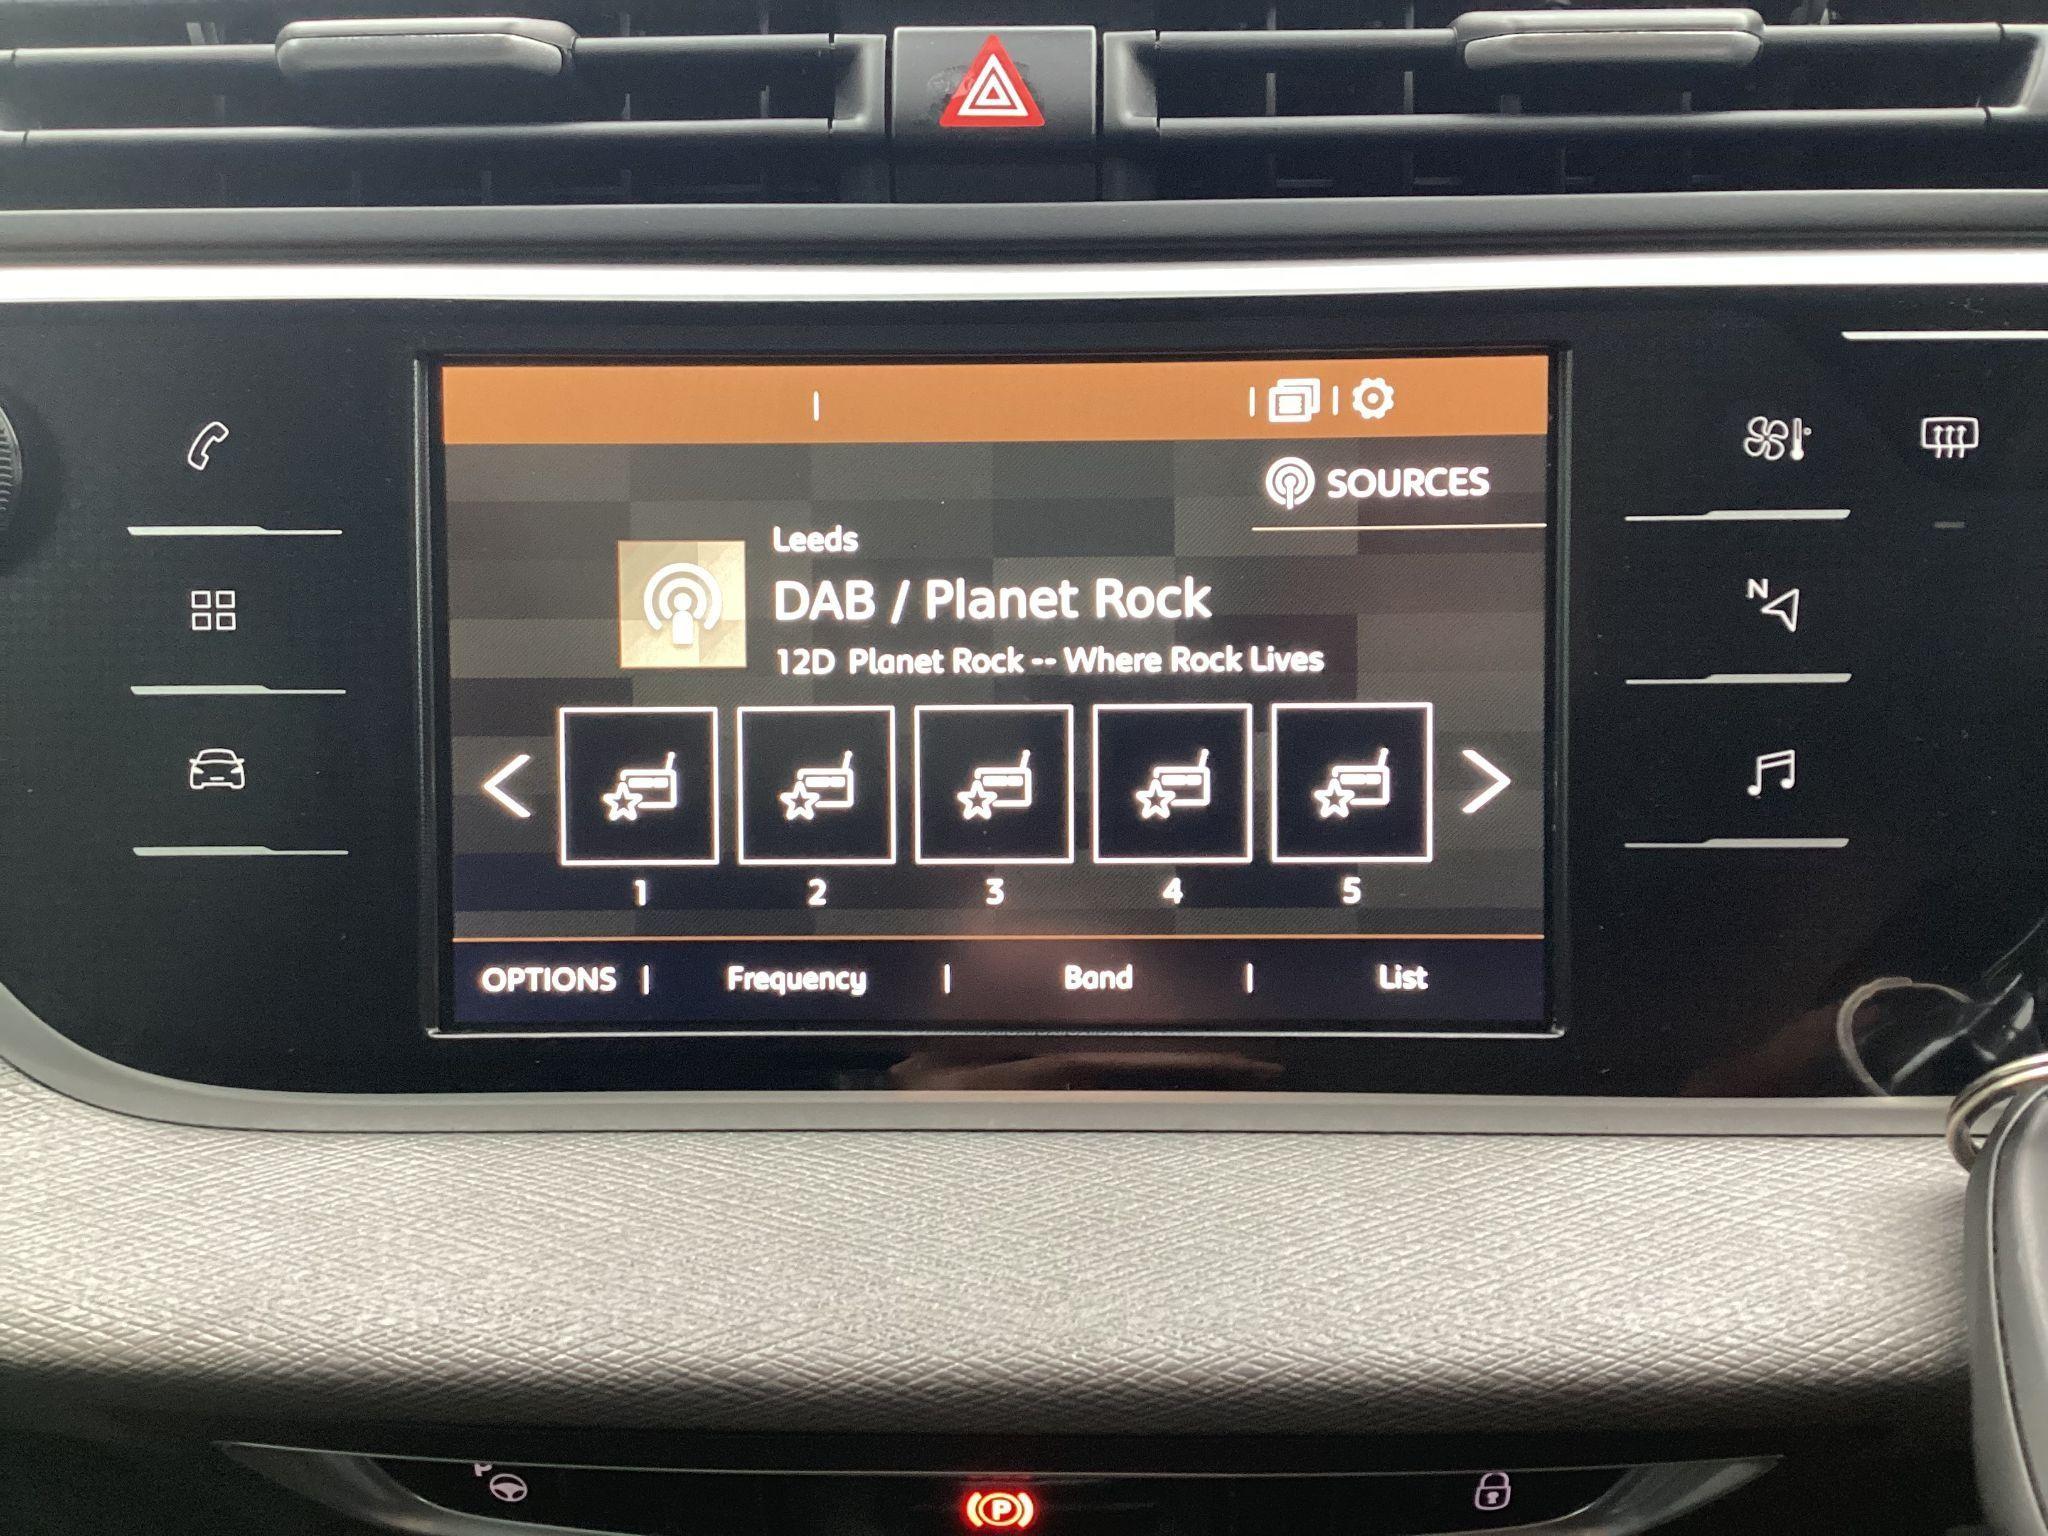 SOURCES
Leeds
DAB / Planet Rock
12D Planet Rock -- Where Rock Lives
1 2 3 4 5
OPTIONS | Frequency | Band | List
N
P
P